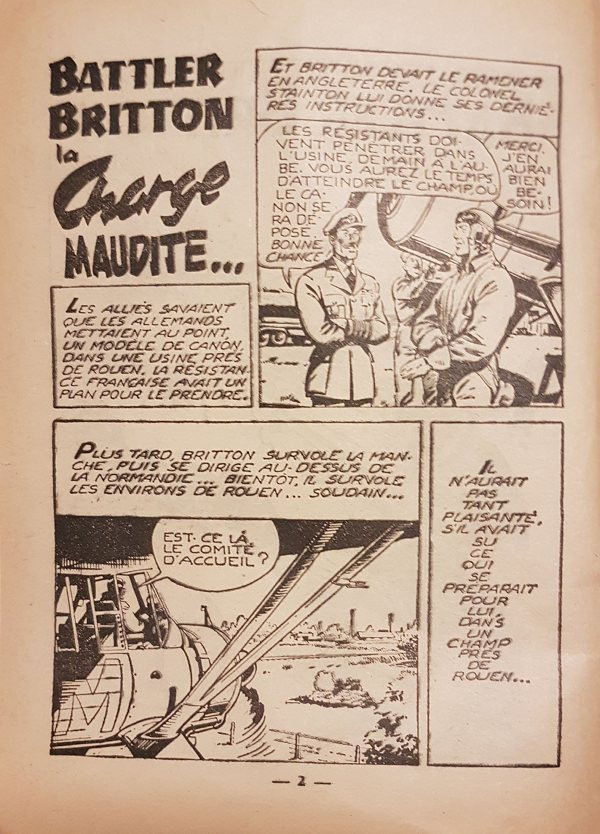 BATTLER
BRITTON
la
Charge
MAUDITE...
LES ALLIÉS SAVAIENT
QUE LES ALLEMANDS
METTAIENT AU POINT,
UN MODÈLE DE CANON,
DANS UNE USINE PRÈS
DE ROUEN. LA RÉSISTAN-
CE FRANÇAISE AVAIT UN
PLAN POUR LE PRENDRE.
ET BRITTON DEVAIT LE RAMENER
EN ANGLETERRE. LE COLONEL
STAINTON LUI DONNE SES DERNIÈ-
RES INSTRUCTIONS...
LES RÉSISTANTS DOI-
VENT PÉNÉTRER DANS
L'USINE, DEMAIN À L'AU-
BE. VOUS AUREZ LE TEMPS
D'ATTEINDRE LE CHAMP, OÙ
LE CA-
NON SE-
RA DÉ-
POSÉ.
BONNE
CHANCE.
MERCI.
J'EN
AURAI
BIEN
BE-
SOIN!
PLUS TARD, BRITTON SURVOLE LA MAN-
CHE, PUIS SE DIRIGE AU-DESSUS DE
LA NORMANDIE... BIENTÔT, IL SURVOLE
LES ENVIRONS DE ROUEN... SOUDAIN...
EST-CE LÀ,
LE COMITÉ
D'ACCUEIL?
IL
N'AURAIT
PAS
TANT
PLAISANTÉ,
S'IL AVAIT
SU
CE
QUI
SE
PRÉPARAIT
POUR
LUI,
DANS
UN
CHAMP
PRÈS
DE
ROUEN...
— 2 —